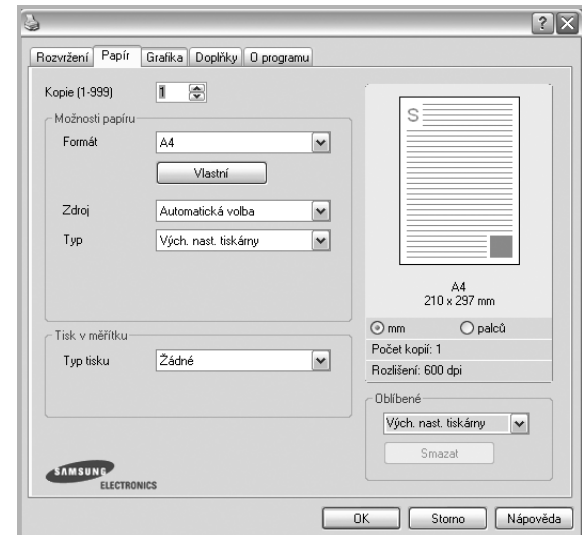 Rozvržení Papír Grafika Doplňky O programu
Kopie (1-999) 1
Možnosti papíru
Formát A4
Vlastní
Zdroj Automatická volba
Typ Vých. nast. tiskárny
Tisk v měřítku
Typ tisku Žádné
SAMSUNG
ELECTRONICS
S
A4
210 x 297 mm
mm palců
Počet kopií: 1
Rozlišení: 600 dpi
Oblíbené
Vých. nast. tiskárny
Smazat
OK Storno Nápověda